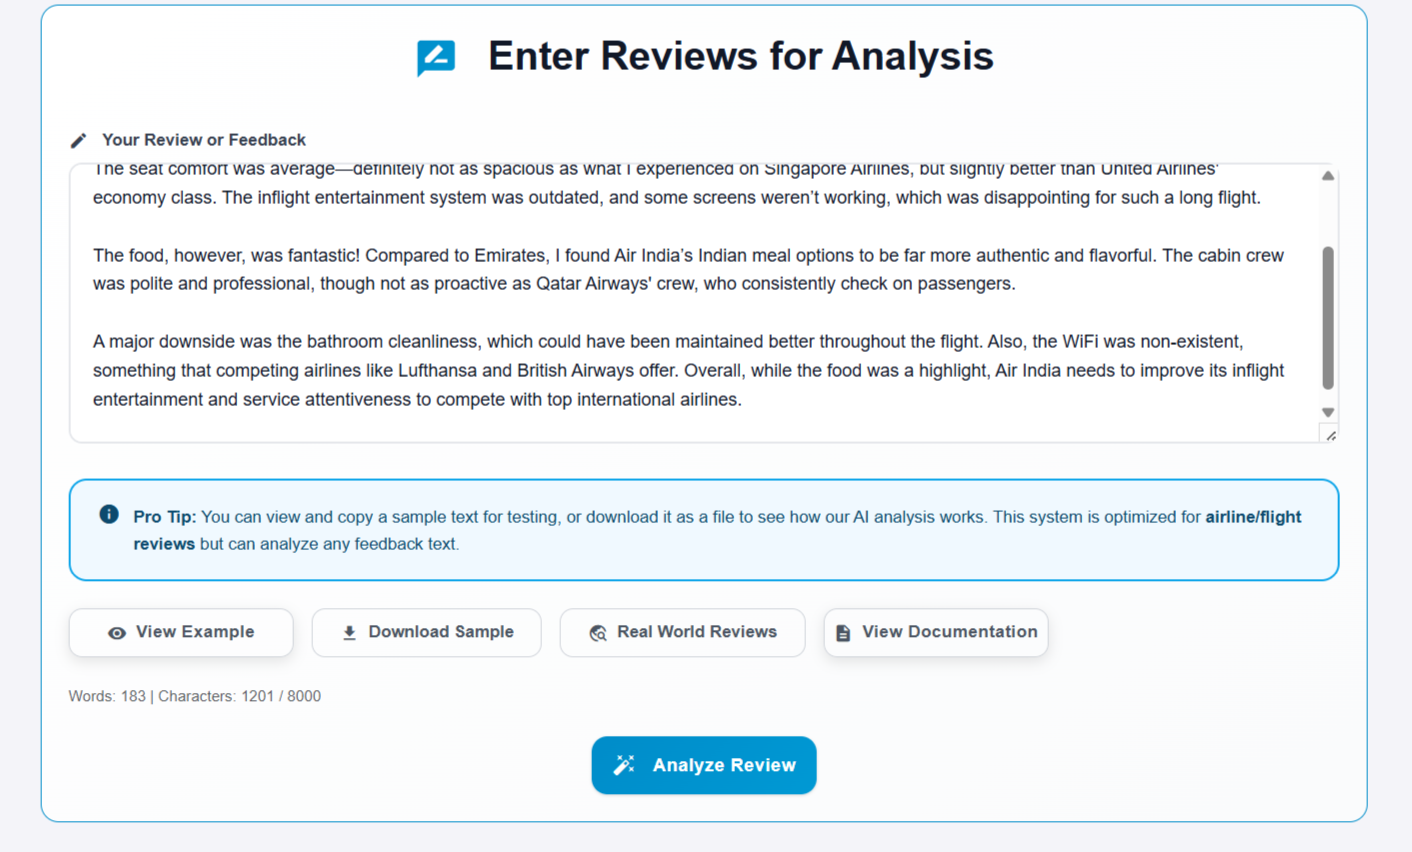 Enter Reviews for Analysis
Your Review or Feedback
The seat comfort was average—definitely not as spacious as what I experienced on Singapore Airlines, but slightly better than United Airlines'
economy class. The inflight entertainment system was outdated, and some screens weren’t working, which was disappointing for such a long flight.
The food, however, was fantastic! Compared to Emirates, I found Air India’s Indian meal options to be far more authentic and flavorful. The cabin crew
was polite and professional, though not as proactive as Qatar Airways' crew, who consistently check on passengers.
A major downside was the bathroom cleanliness, which could have been maintained better throughout the flight. Also, the WiFi was non-existent,
something that competing airlines like Lufthansa and British Airways offer. Overall, while the food was a highlight, Air India needs to improve its inflight
entertainment and service attentiveness to compete with top international airlines.
Pro Tip: You can view and copy a sample text for testing, or download it as a file to see how our AI analysis works. This system is optimized for airline/flight
reviews but can analyze any feedback text.
View Example
Download Sample
Real World Reviews
View Documentation
Words: 183 | Characters: 1201 / 8000
Analyze Review